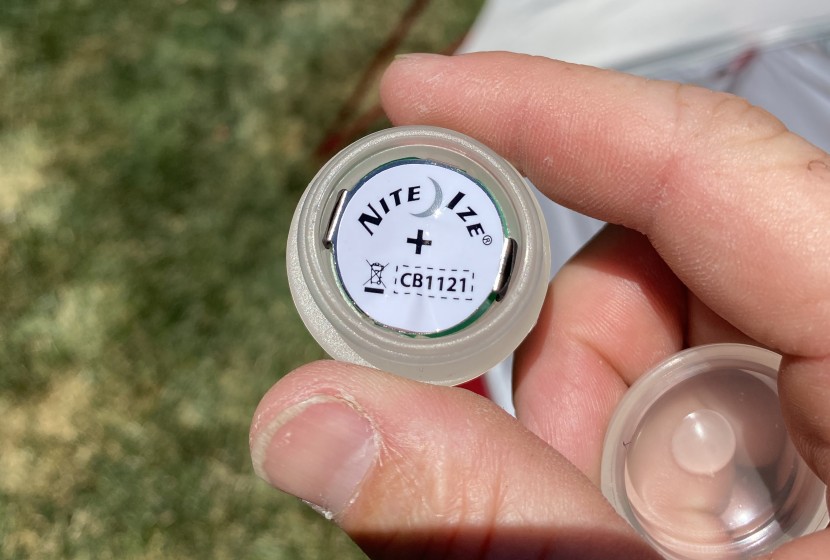 NITE IZE®
+
CB1121